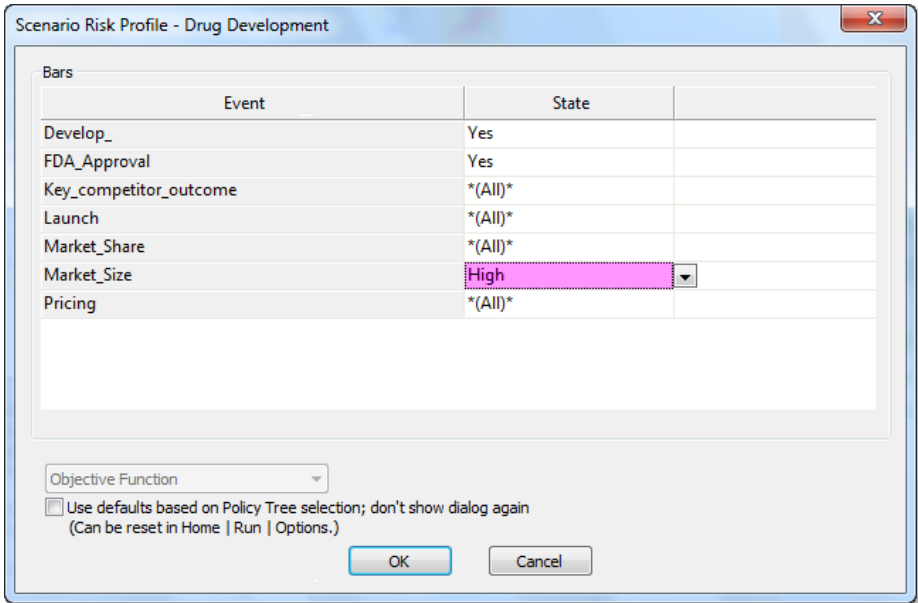 Scenario Risk Profile - Drug Development
Bars
Event State
Develop_ Yes
FDA_Approval Yes
Key_competitor_outcome *(All)*
Launch *(All)*
Market_Share *(All)*
Market_Size High
Pricing *(All)*
Objective Function
Use defaults based on Policy Tree selection; don't show dialog again
(Can be reset in Home | Run | Options.)
OK Cancel